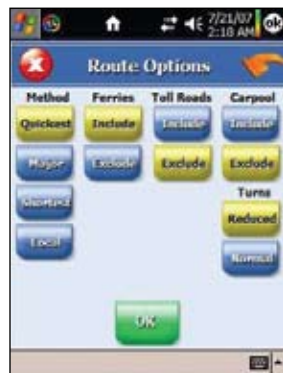 7/21/07
2:18 AM
ok
Route Options
Method Ferries Toll Roads Carpool
Quickest Include Include Include
Major Exclude Exclude Exclude
Shortest
Turns
Reduced
Local
Normal
OK